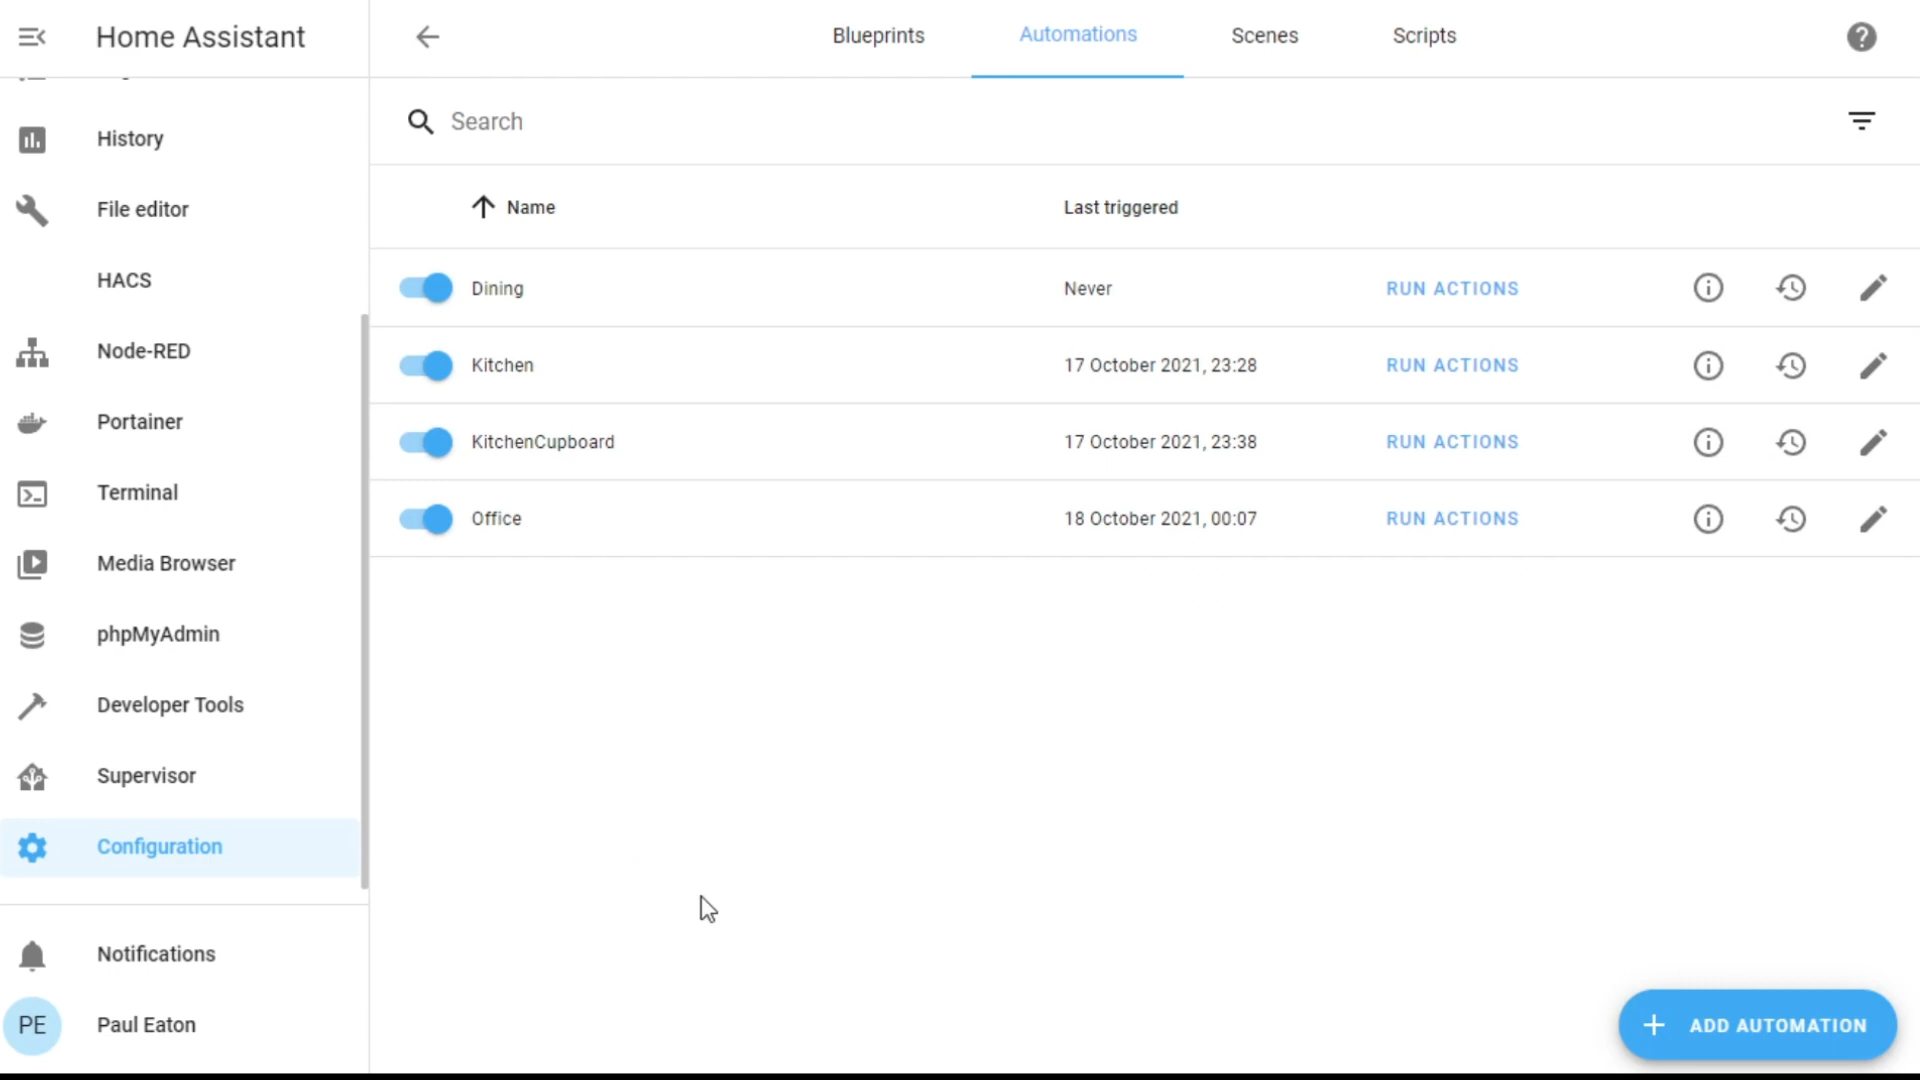 Home Assistant
Blueprints
Automations
Scenes
Scripts
Search
History
File editor
HACS
Node-RED
Portainer
Terminal
Media Browser
phpMyAdmin
Developer Tools
Supervisor
Configuration
Notifications
PE Paul Eaton
Name Last triggered
Dining Never RUN ACTIONS
Kitchen 17 October 2021, 23:28 RUN ACTIONS
KitchenCupboard 17 October 2021, 23:38 RUN ACTIONS
Office 18 October 2021, 00:07 RUN ACTIONS
+ ADD AUTOMATION